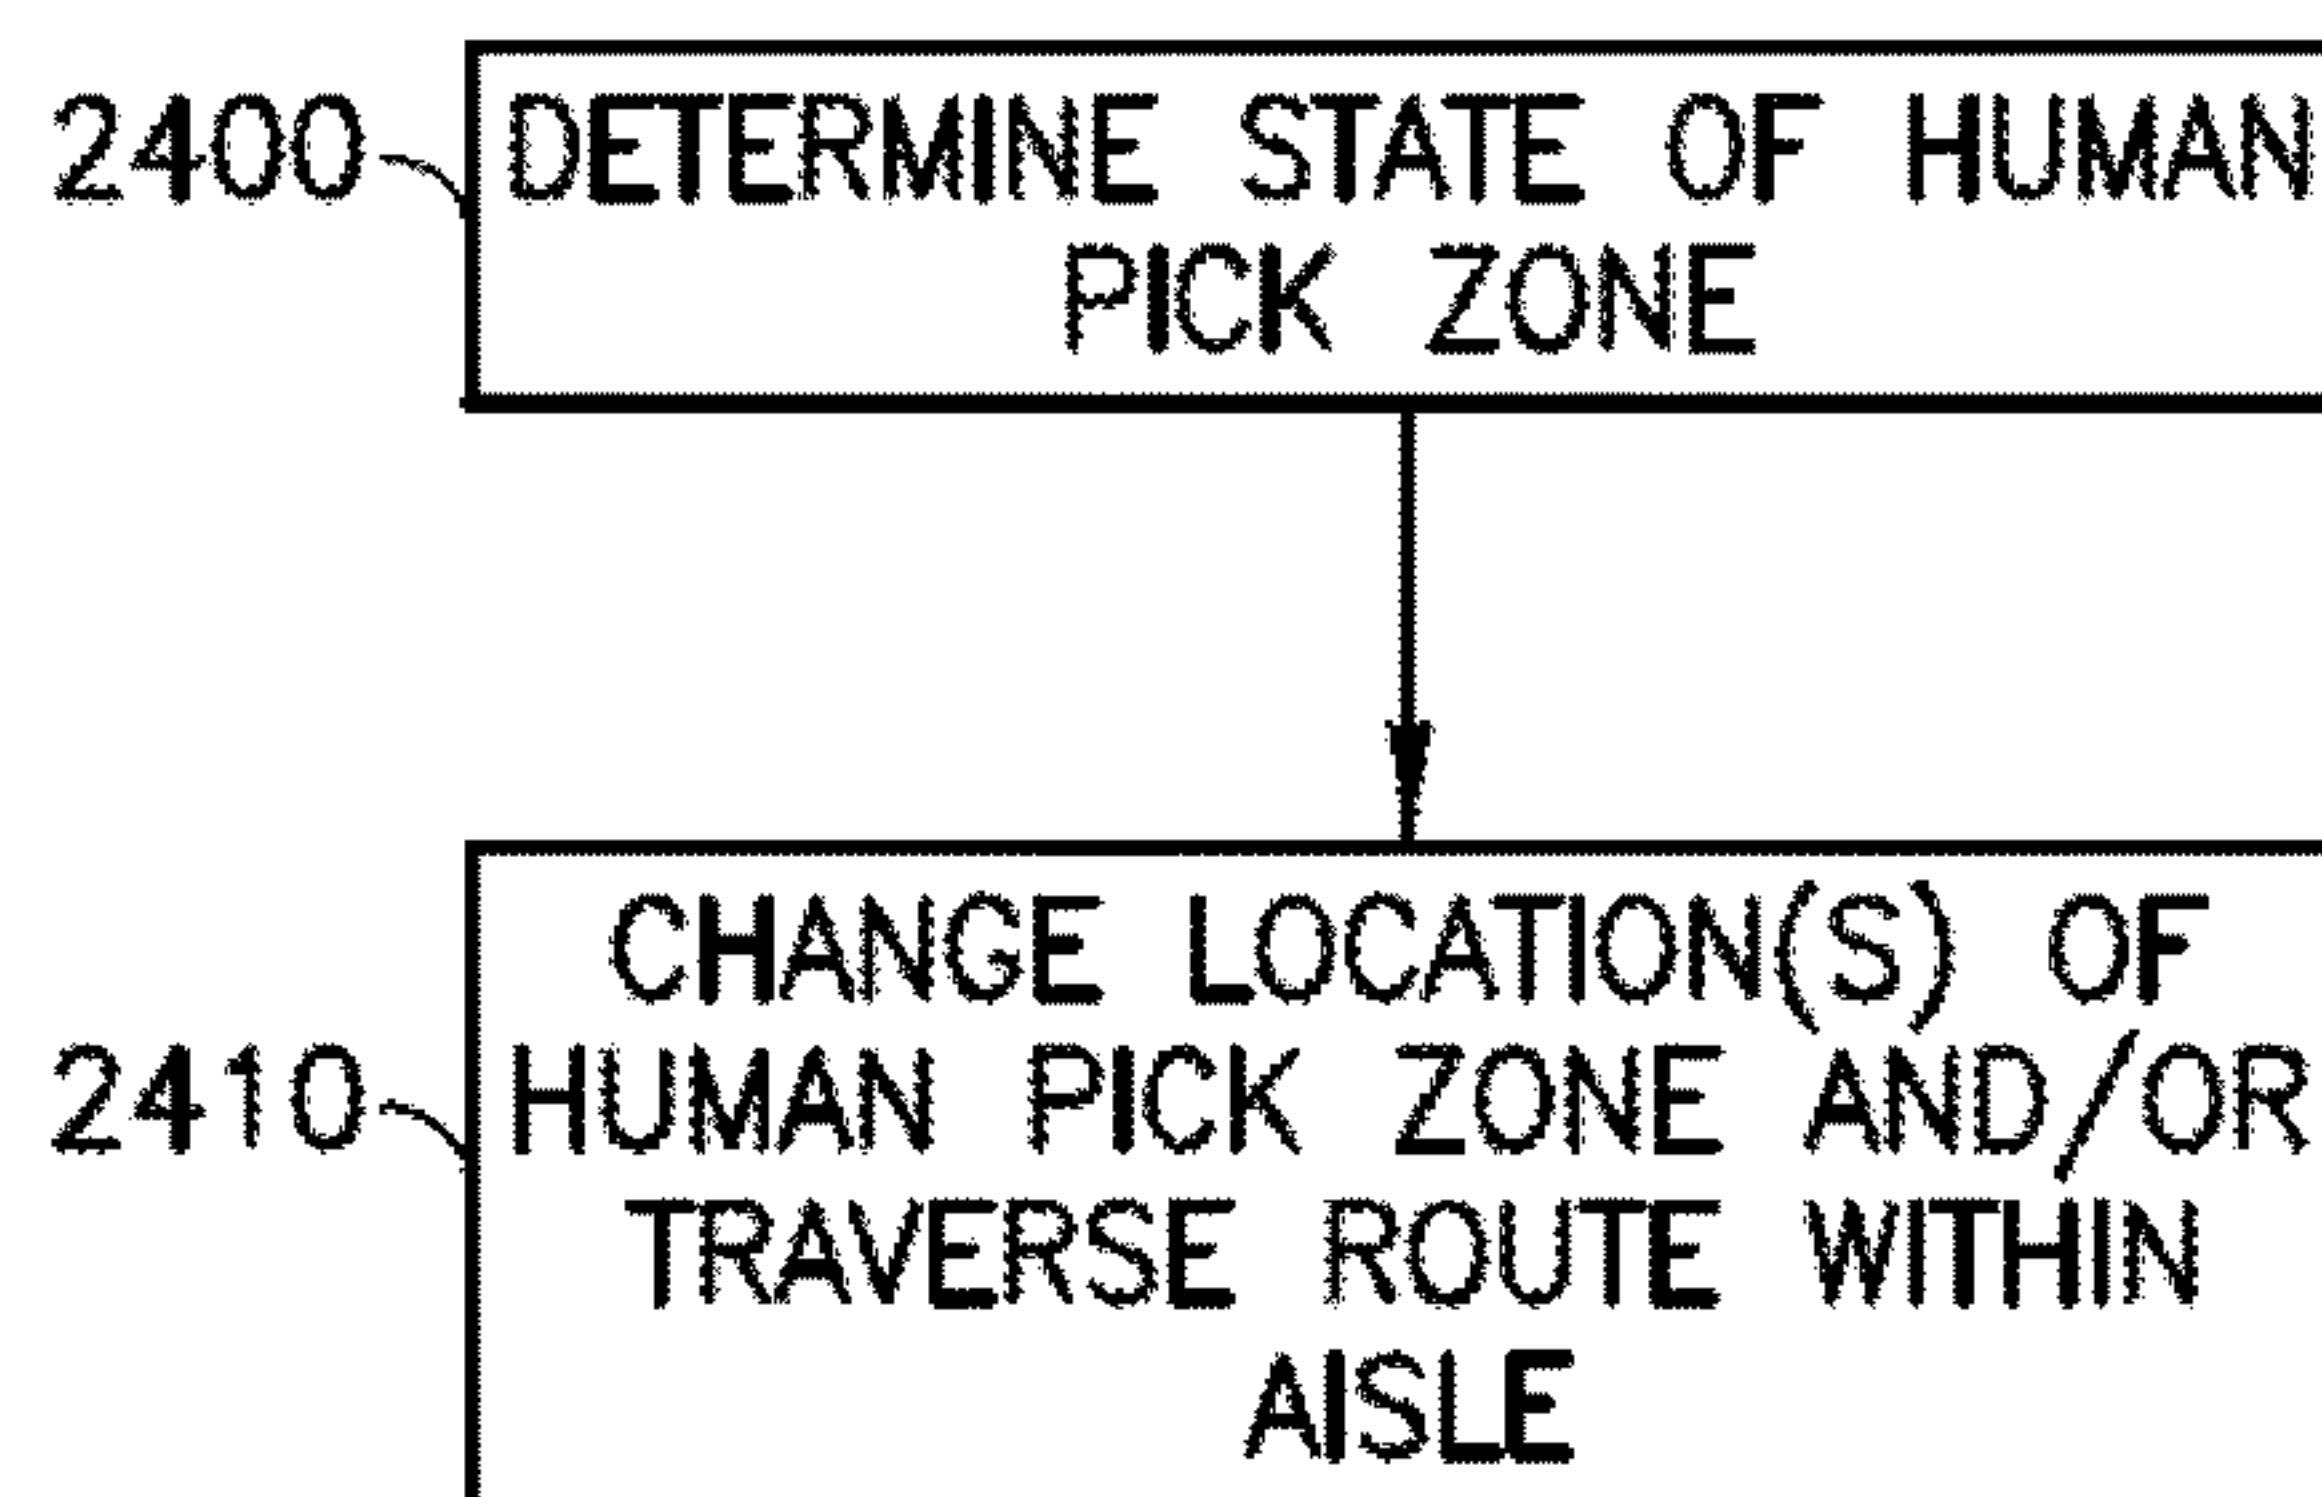 2400 DETERMINE STATE OF HUMAN
PICK ZONE
CHANGE LOCATION(S) OF
2410 HUMAN PICK ZONE AND/OR
TRAVERSE ROUTE WITHIN
AISLE